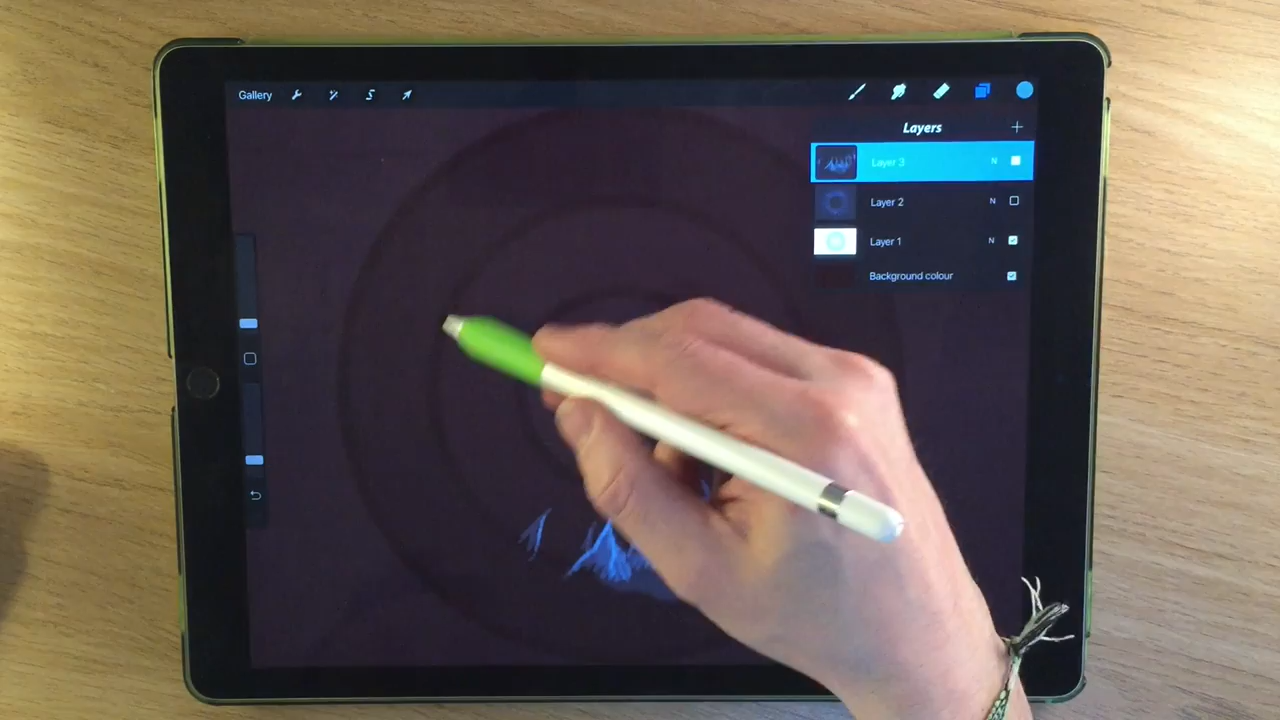 Gallery
Layers
Layer 3 N
Layer 2 N
Layer 1 N
Background colour